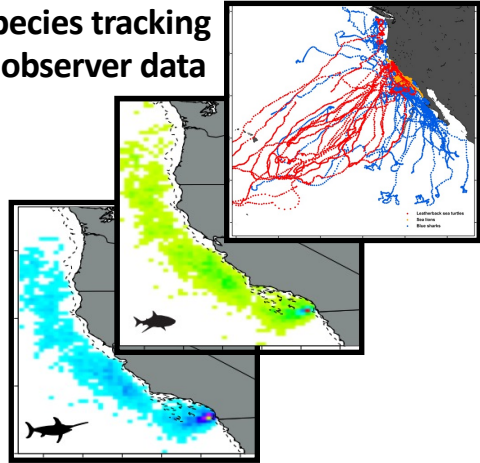 pecies tracking
observer data
Leatherback sea turtles
Sea lions
Blue sharks